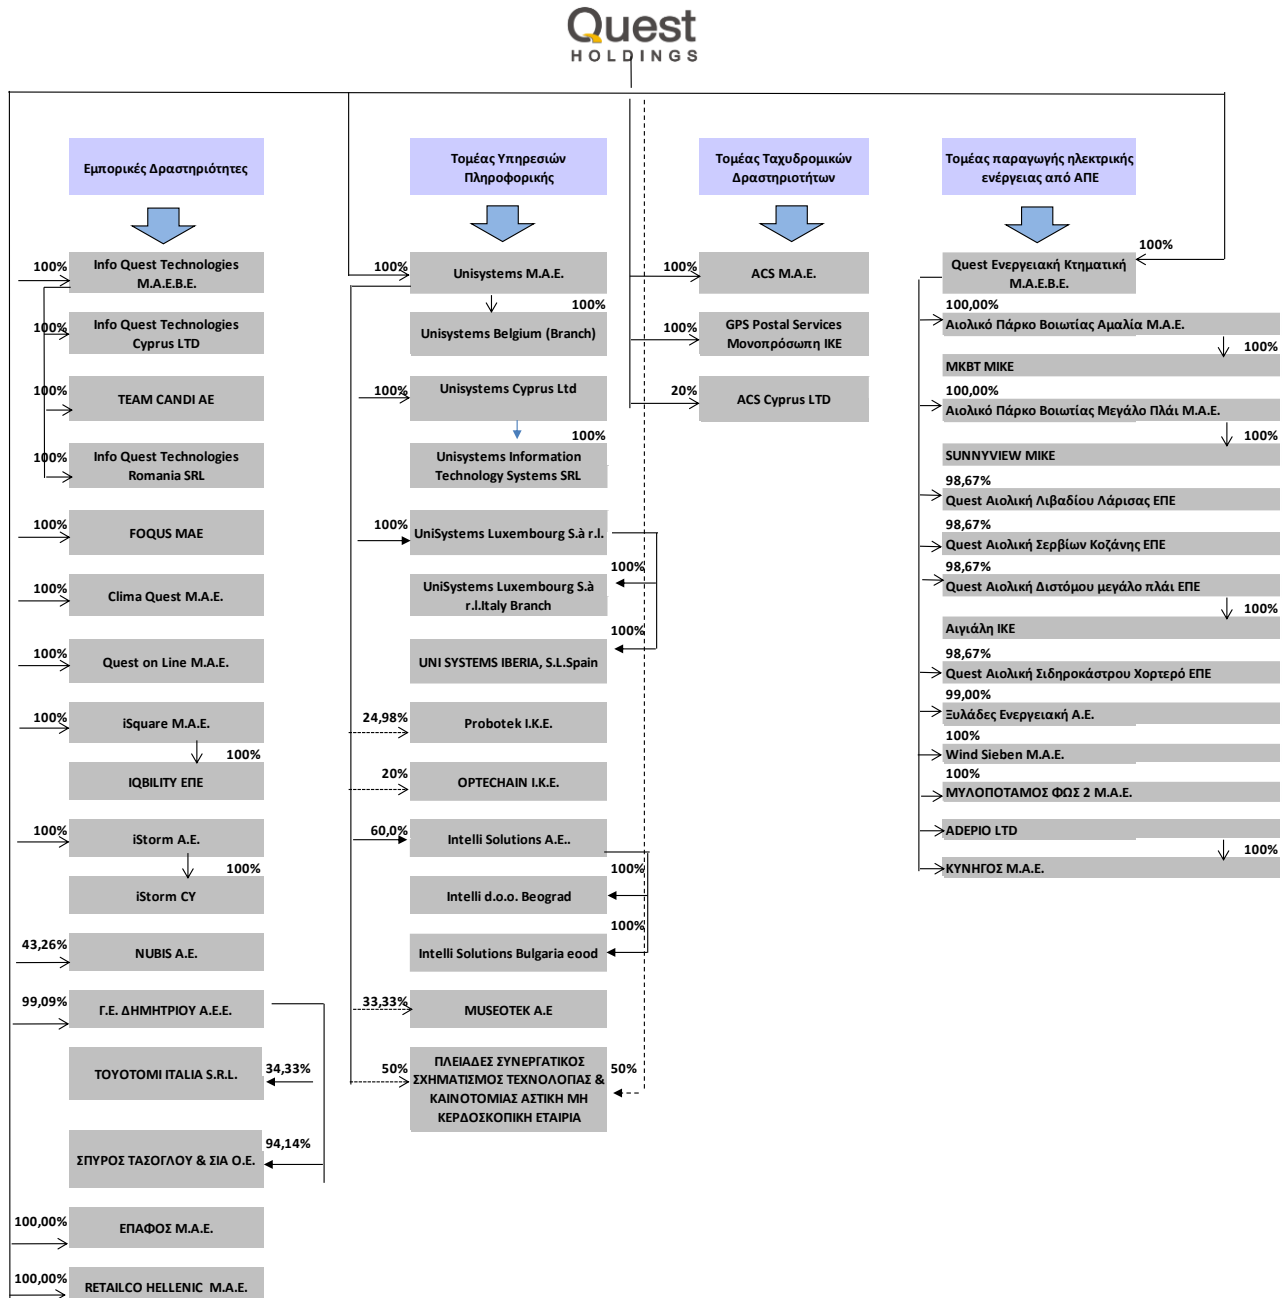 Quest
HOLDINGS
Εμπορικές Δραστηριότητες
100%
Info Quest Technologies
Μ.Α.Ε.Β.Ε.
100%
Info Quest Technologies
Cyprus LTD
100%
TEAM CANDI AE
100%
Info Quest Technologies
Romania SRL
100%
FOQUS MAE
100%
Clima Quest Μ.Α.Ε.
100%
Quest on Line Μ.Α.Ε.
100%
iSquare Μ.Α.Ε.
100%
IQBILITY ΕΠΕ
100%
iStorm Α.Ε.
100%
iStorm CY
43,26%
NUBIS Α.Ε.
99,09%
Γ.Ε. ΔΗΜΗΤΡΙΟΥ Α.Ε.Ε.
TOYOTOMI ITALIA S.R.L.
34,33%
94,14%
ΣΠΥΡΟΣ ΤΑΣΟΓΛΟΥ & ΣΙΑ Ο.Ε.
100,00%
ΕΠΑΦΟΣ Μ.Α.Ε.
100,00%
RETAILCO HELLENIC Μ.Α.Ε.
Τομέας Υπηρεσιών
Πληροφορικής
100%
Unisystems Μ.Α.Ε.
100%
Unisystems Belgium (Branch)
100%
Unisystems Cyprus Ltd
100%
Unisystems Information
Technology Systems SRL
100%
UniSystems Luxembourg S.à r.l.
100%
UniSystems Luxembourg S.à
r.l.Italy Branch
100%
UNI SYSTEMS IBERIA, S.L.Spain
24,98%
Probotek Ι.Κ.Ε.
20%
OPTECHAIN Ι.Κ.Ε.
60,0%
Intelli Solutions Α.Ε..
100%
Intelli d.o.o. Beograd
100%
Intelli Solutions Bulgaria eood
33,33%
MUSEOTEK Α.Ε
50%
ΠΛΕΙΑΔΕΣ ΣΥΝΕΡΓΑΤΙΚΟΣ
ΣΧΗΜΑΤΙΣΜΟΣ ΤΕΧΝΟΛΟΓΙΑΣ &
ΚΑΙΝΟΤΟΜΙΑΣ ΑΣΤΙΚΗ ΜΗ
ΚΕΡΔΟΣΚΟΠΙΚΗ ΕΤΑΙΡΙΑ
50%
Τομέας Ταχυδρομικών
Δραστηριοτήτων
100%
ACS Μ.Α.Ε.
100%
GPS Postal Services
Μονοπρόσωπη ΙΚΕ
20%
ACS Cyprus LTD
Τομέας παραγωγής ηλεκτρικής
ενέργειας από ΑΠΕ
100%
Quest Ενεργειακή Κτηματική
Μ.Α.Ε.Β.Ε.
100,00%
Αιολικό Πάρκο Βοιωτίας Αμαλία Μ.Α.Ε.
100%
ΜΚΒΤ ΜΙΚΕ
100,00%
Αιολικό Πάρκο Βοιωτίας Μεγάλο Πλάι Μ.Α.Ε.
100%
SUNNYVIEW ΜΙΚΕ
98,67%
Quest Αιολική Λιβαδίου Λάρισας ΕΠΕ
98,67%
Quest Αιολική Σερβίων Κοζάνης ΕΠΕ
98,67%
Quest Αιολική Διστόμου μεγάλο πλάι ΕΠΕ
100%
Αιγιάλη ΙΚΕ
98,67%
Quest Αιολική Σιδηροκάστρου Χορτερό ΕΠΕ
99,00%
Ξυλάδες Ενεργειακή Α.Ε.
100%
Wind Sieben Μ.Α.Ε.
100%
ΜΥΛΟΠΟΤΑΜΟΣ ΦΩΣ 2 Μ.Α.Ε.
ADEPIO LTD
100%
ΚΥΝΗΓΟΣ Μ.Α.Ε.